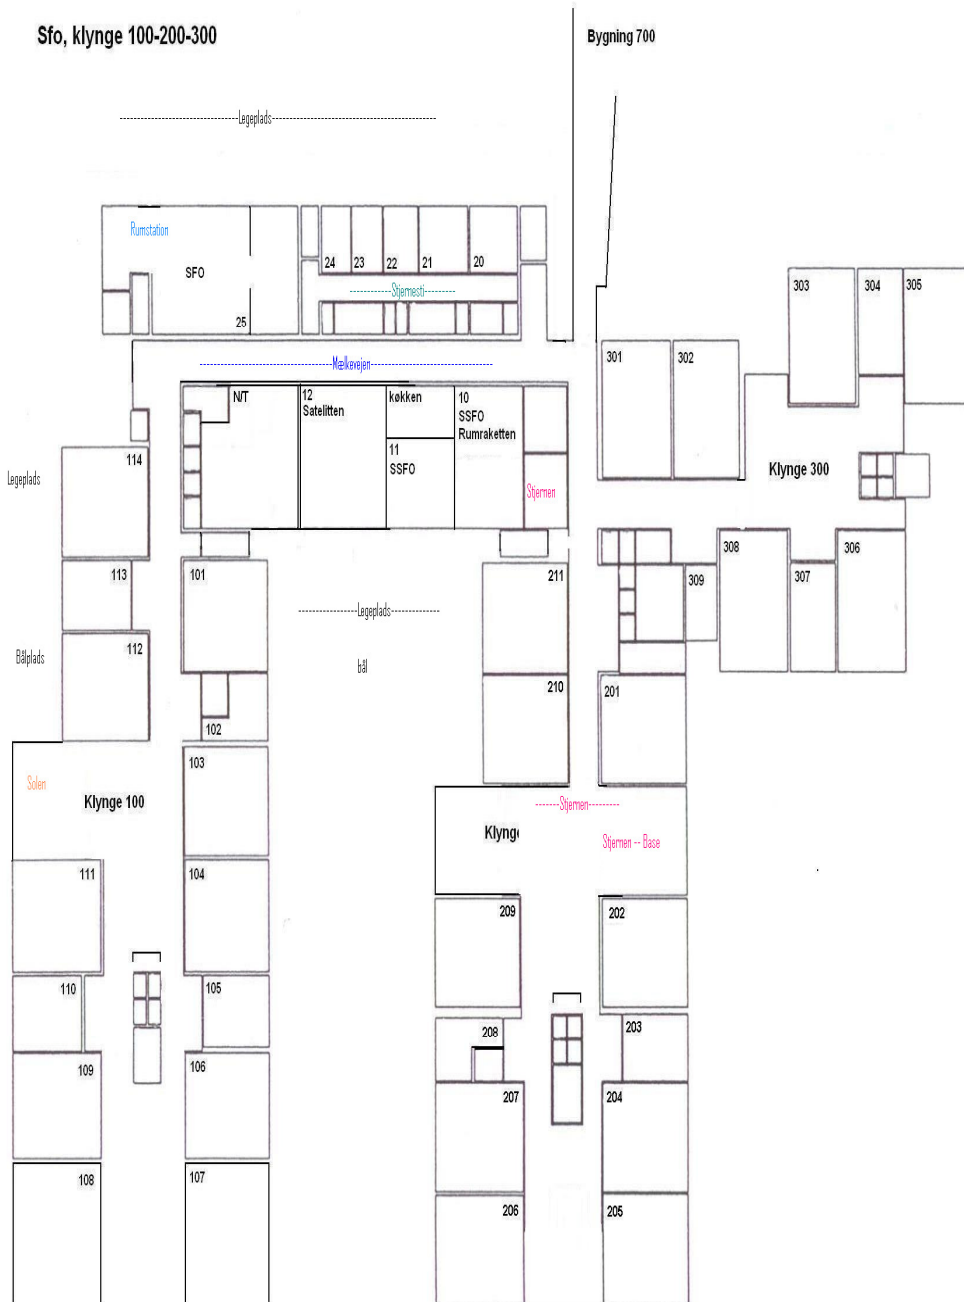 Sfo, klynge 100-200-300
Bygning 700
Legeplads
Rumstation
SFO
25
24
23
22
21
20
Stjernesti
303
304
305
301
302
Mælkevejen
N/T
12
Satelitten
køkken
10
SSFO
Rumraketten
11
SSFO
Stjernen
Klynge 300
114
Legeplads
113
101
211
308
306
309
307
Legeplads
112
Bålplads
bål
210
201
102
103
Solen
Klynge 100
Stjernen
Klynge
Stjernen -- Base
111
104
209
202
110
105
208
203
109
106
207
204
108
107
206
205